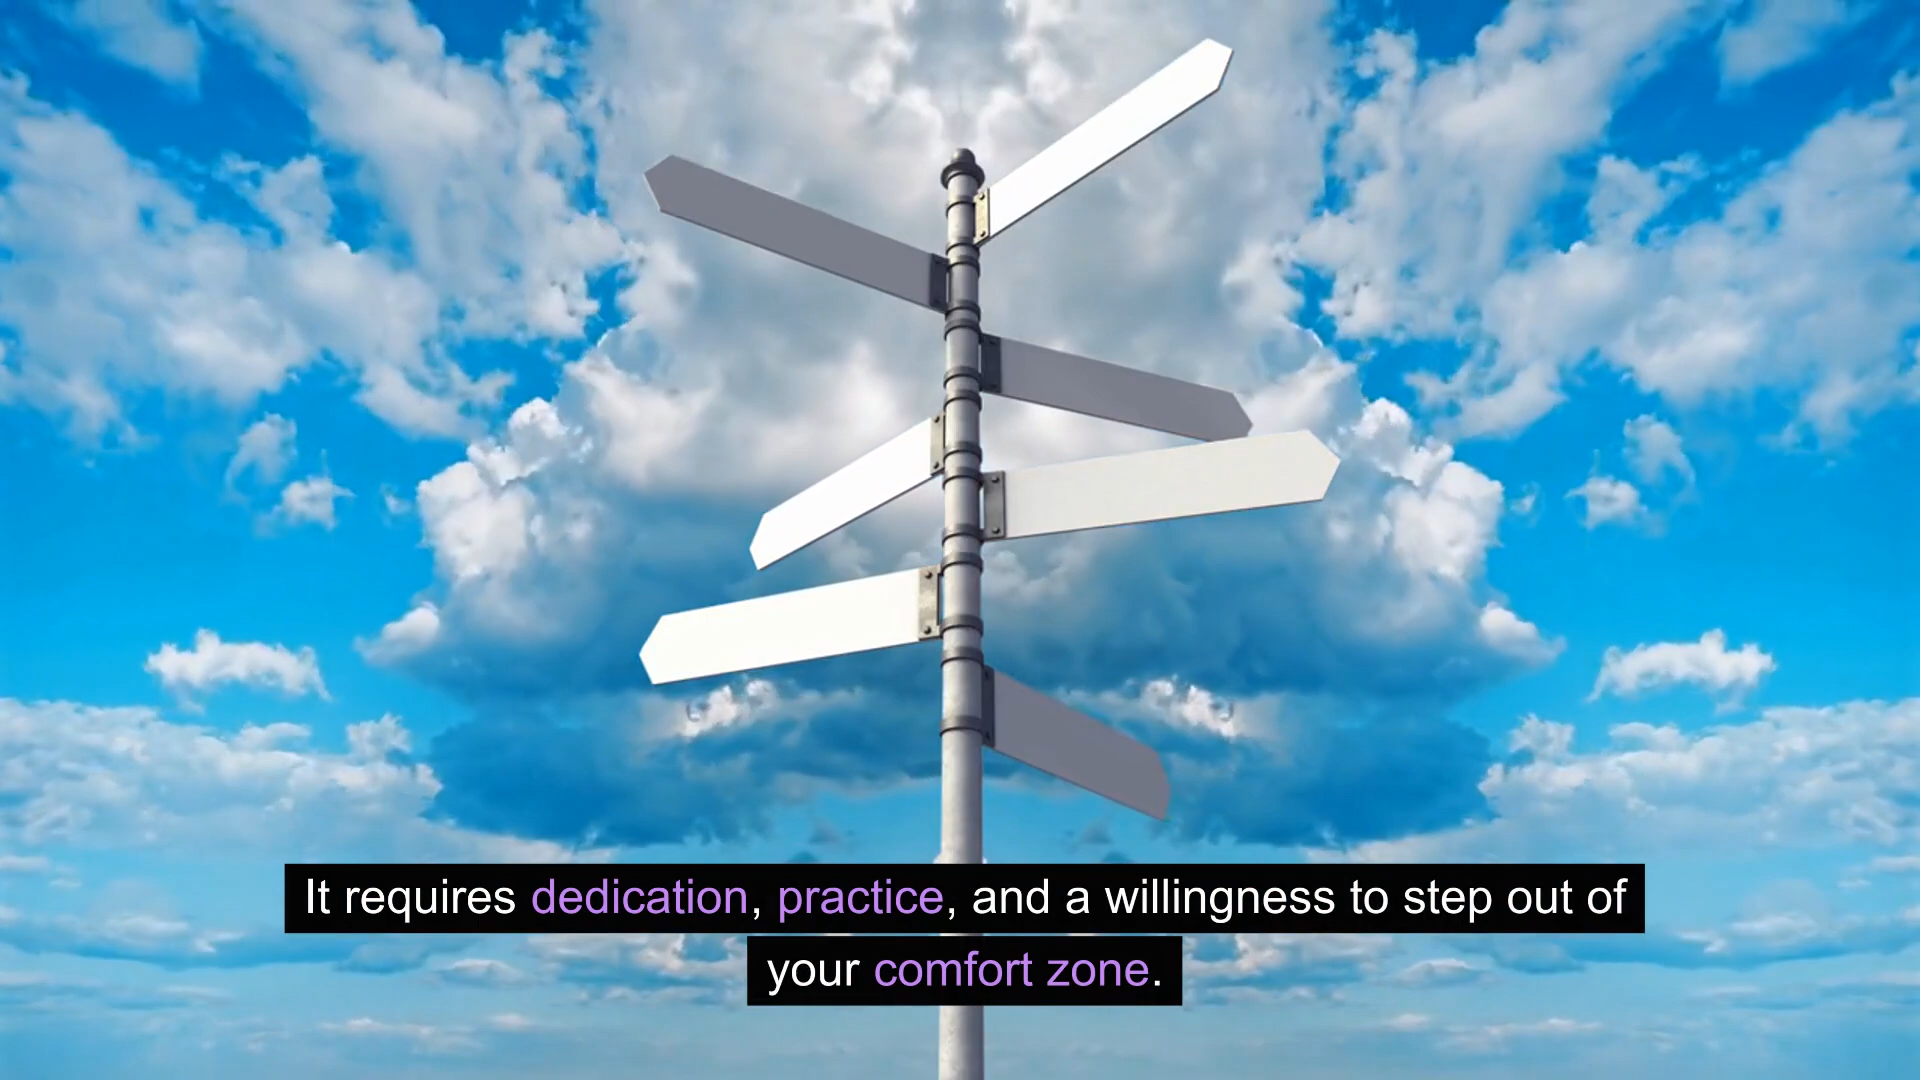 It requires dedication, practice, and a willingness to step out of
your comfort zone.